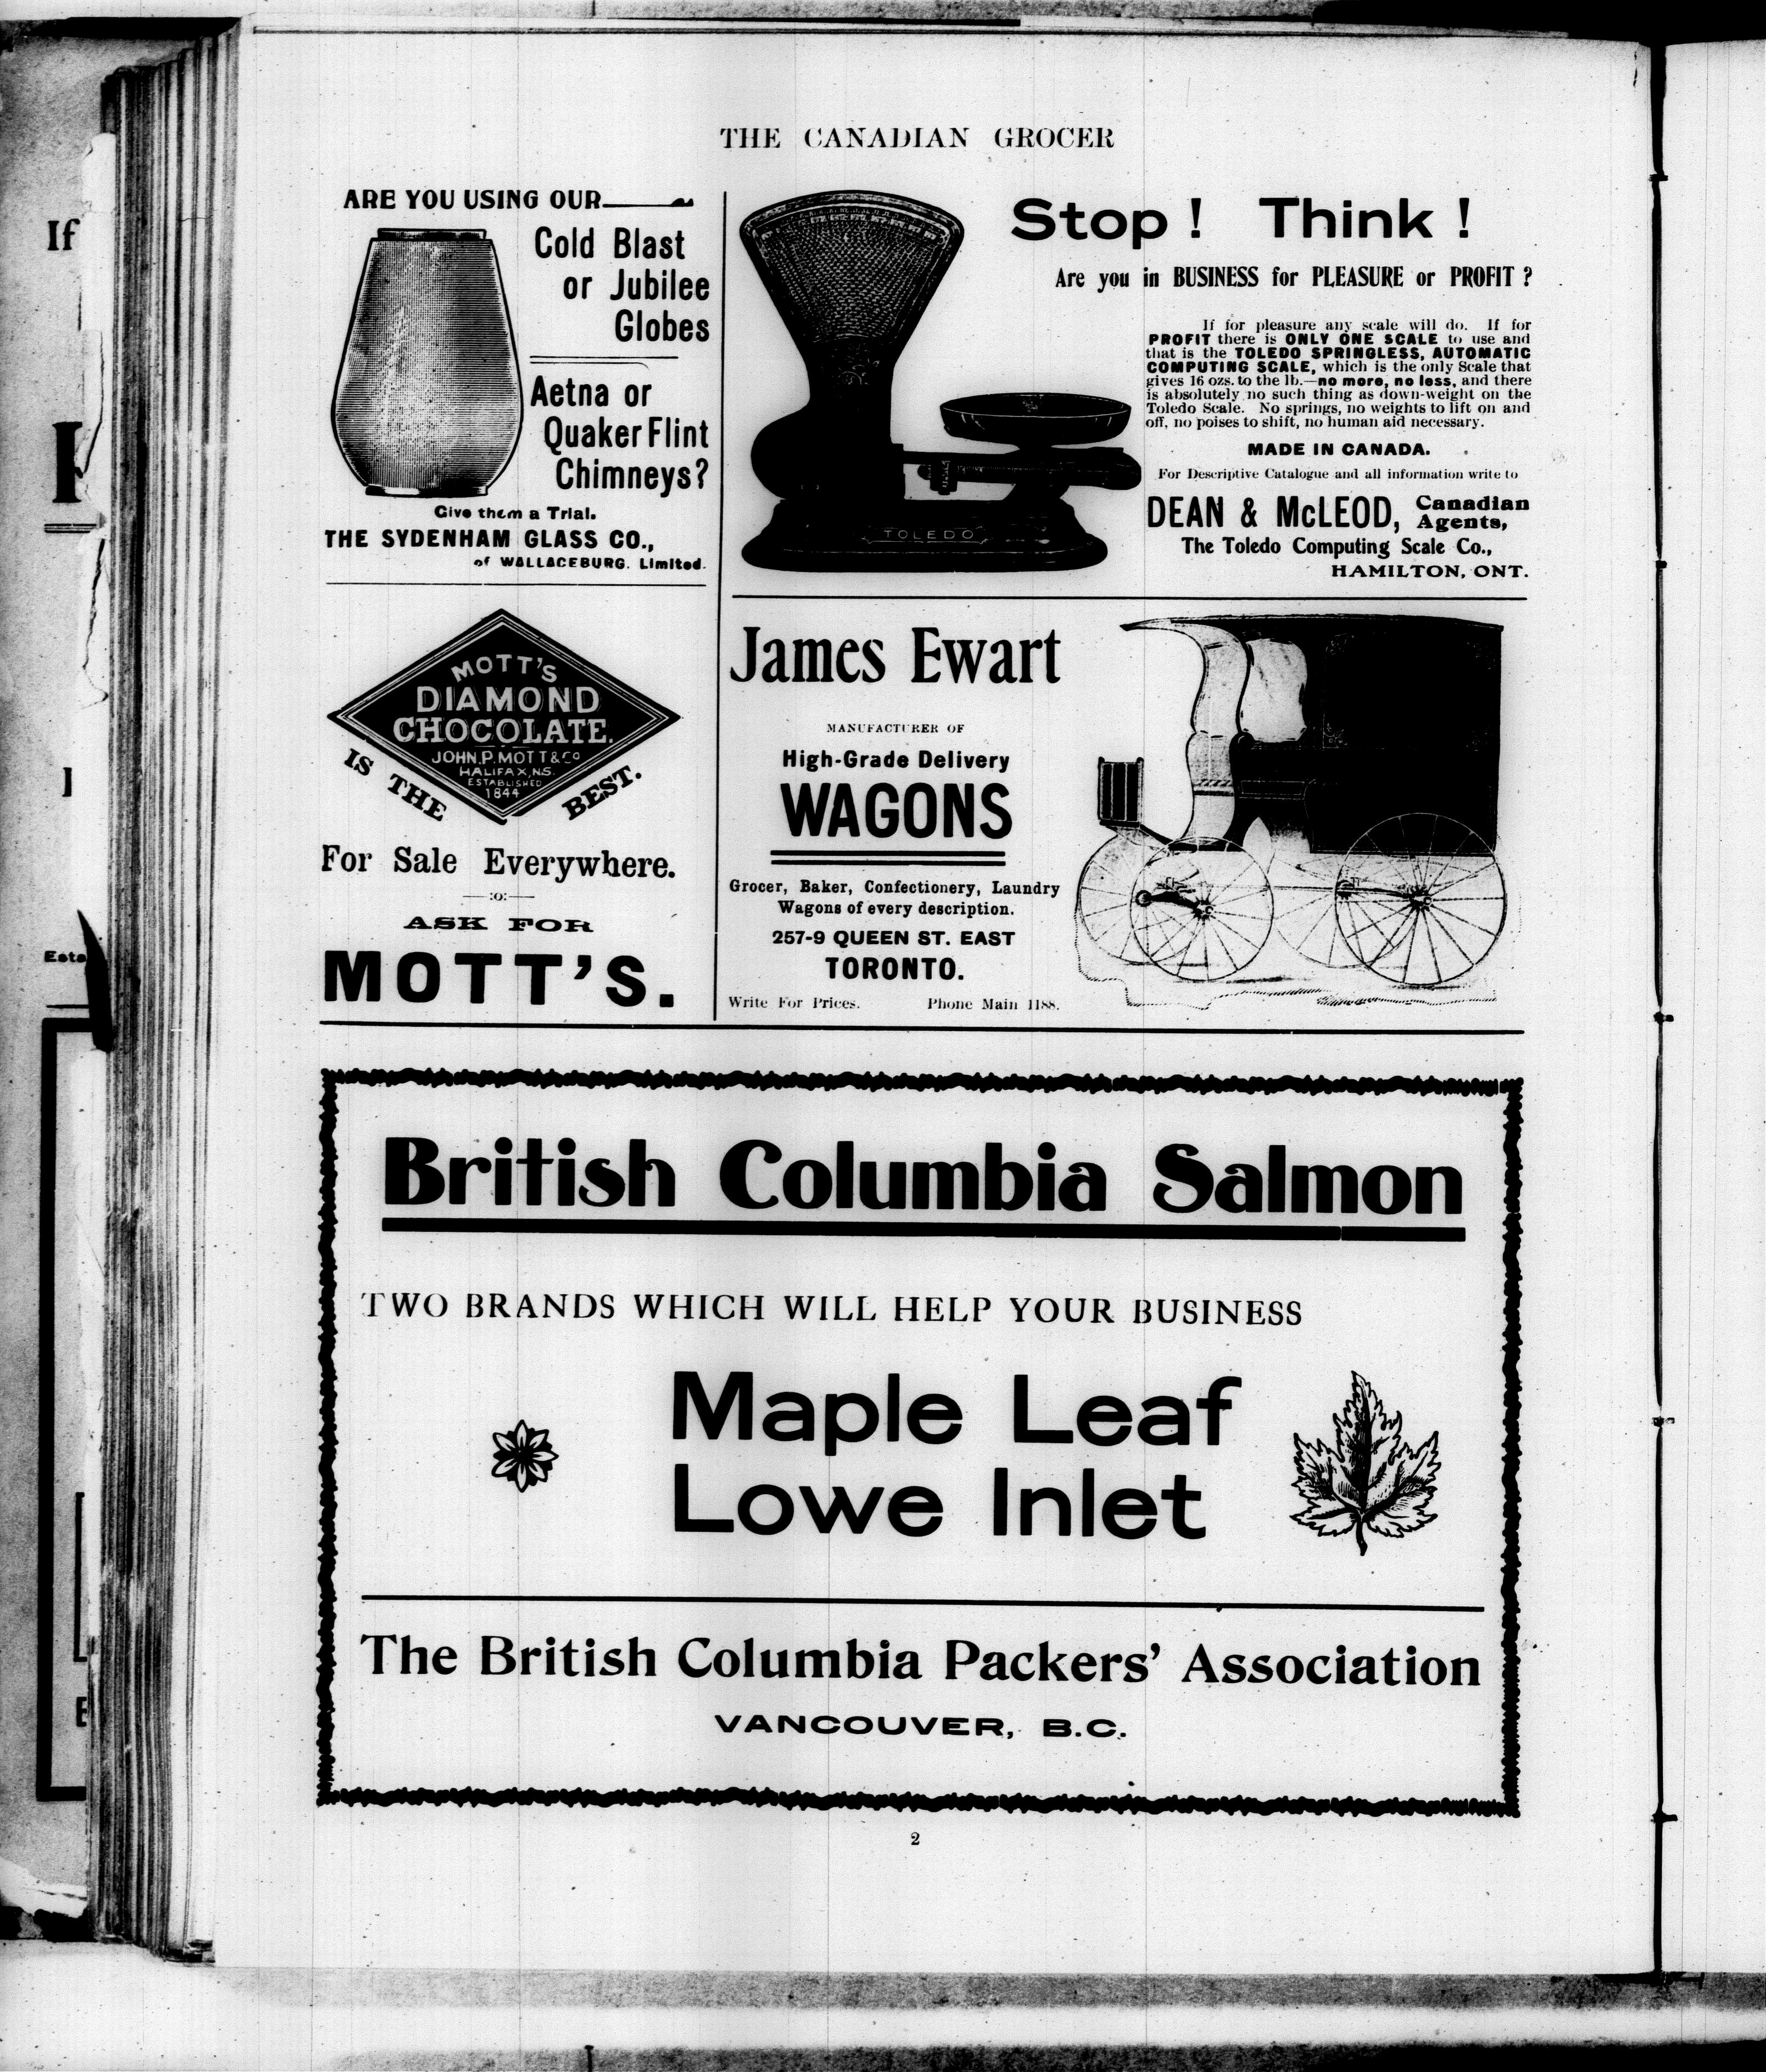 THE CANADIAN GROCER
ARE YOU USING OUR
Cold Blast
or Jubilee
Globes
Aetna or
Quaker Flint
Chimneys?
Give them a Trial.
THE SYDENHAM GLASS CO.,
of WALLACEBURG. Limited.
TOLEDO
Stop ! Think !
Are you in BUSINESS for PLEASURE or PROFIT ?
If for pleasure any scale will do. If for
PROFIT there is ONLY ONE SCALE to use and
that is the TOLEDO SPRINGLESS, AUTOMATIC
COMPUTING SCALE, which is the only Scale that
gives 16 ozs. to the lb.—no more, no less, and there
is absolutely no such thing as down-weight on the
Toledo Scale. No springs, no weights to lift on and
off, no poises to shift, no human aid necessary.
MADE IN CANADA.
For Descriptive Catalogue and all information write to
DEAN & McLEOD, Canadian Agents,
The Toledo Computing Scale Co.,
HAMILTON, ONT.
MOTT'S
DIAMOND
CHOCOLATE.
JOHN. P. MOTT & Co
HALIFAX, N.S.
ESTABLISHED
1844
IS THE BEST.
For Sale Everywhere.
:o:
ASK FOR
MOTT'S.
James Ewart
MANUFACTURER OF
High-Grade Delivery
WAGONS
Grocer, Baker, Confectionery, Laundry
Wagons of every description.
257-9 QUEEN ST. EAST
TORONTO.
Write For Prices. Phone Main 1188.
British Columbia Salmon
TWO BRANDS WHICH WILL HELP YOUR BUSINESS
Maple Leaf
Lowe Inlet
The British Columbia Packers' Association
VANCOUVER, B.C.
2
If
Esta